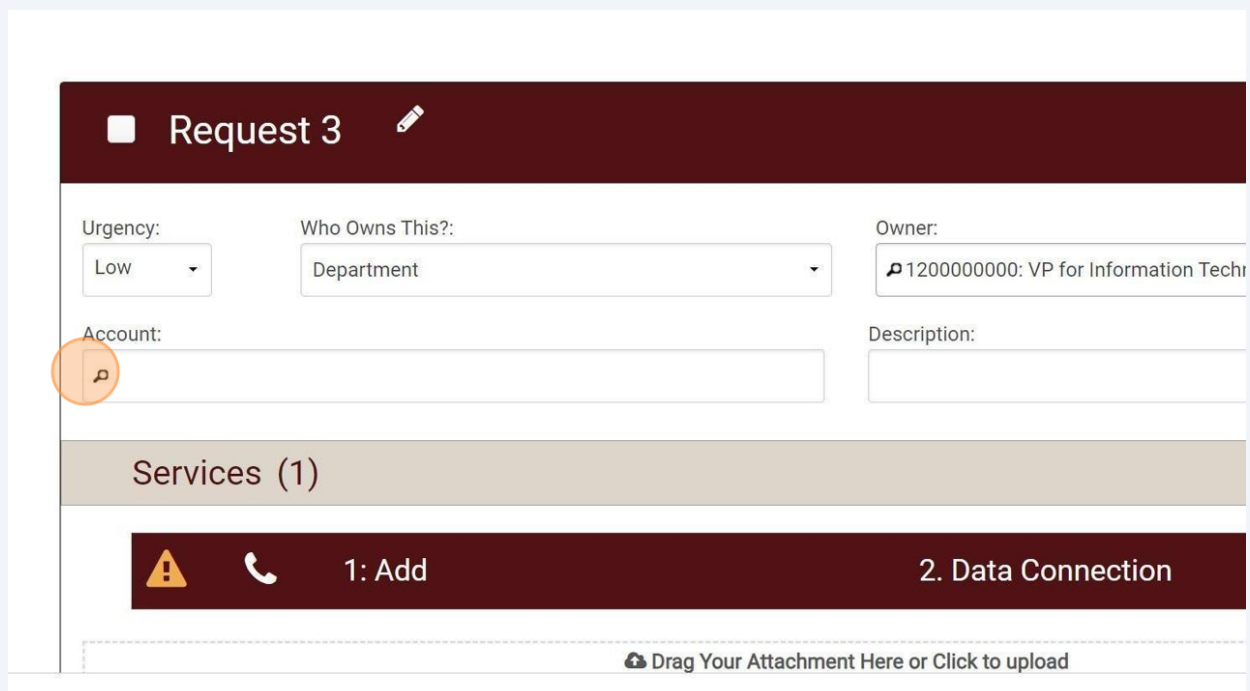 Request 3
Urgency:
Who Owns This?:
Owner:
Low
Department
1200000000: VP for Information Techn
Account:
Description:
Services (1)
1: Add
2. Data Connection
Drag Your Attachment Here or Click to upload